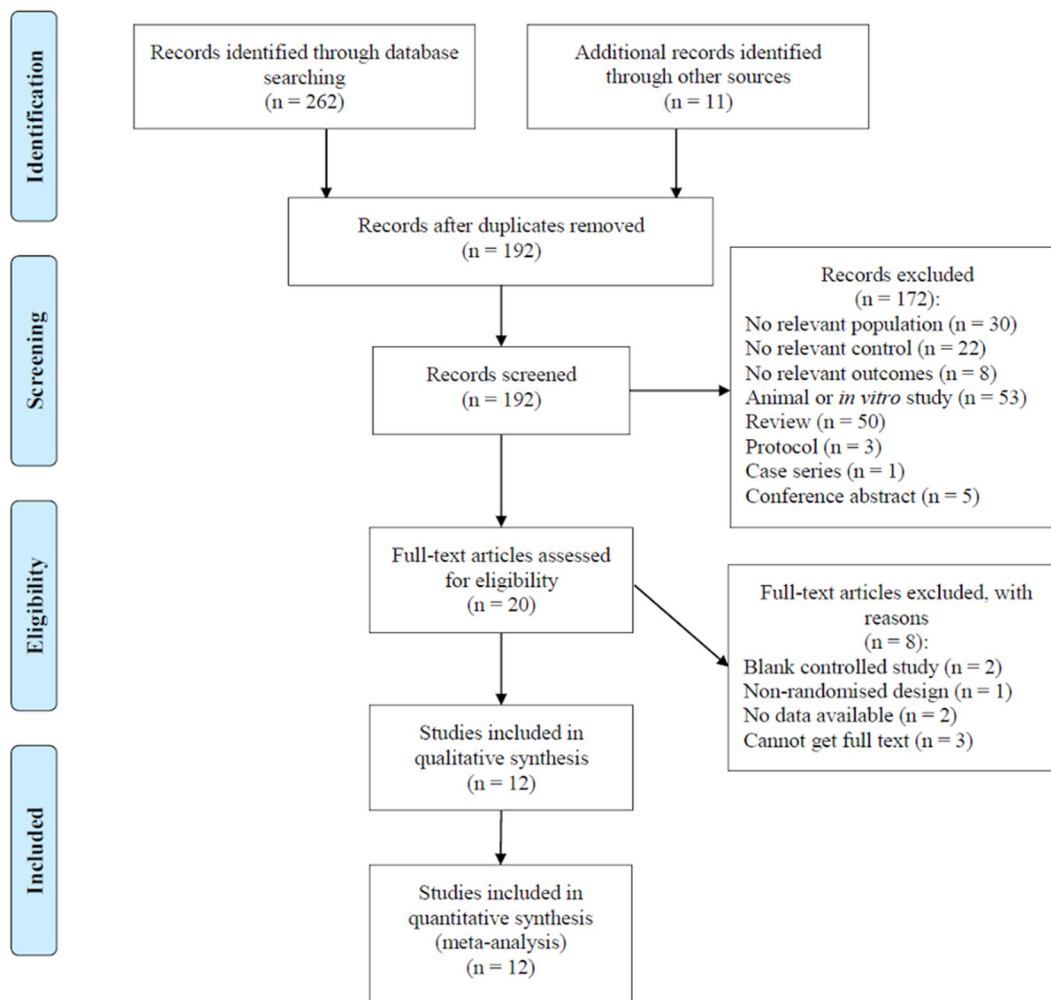 Identification
Records identified through database
searching
(n = 262)
Additional records identified
through other sources
(n = 11)
Records after duplicates removed
(n = 192)
Screening
Records screened
(n = 192)
Records excluded
(n = 172):
No relevant population (n = 30)
No relevant control (n = 22)
No relevant outcomes (n = 8)
Animal or in vitro study (n = 53)
Review (n = 50)
Protocol (n = 3)
Case series (n = 1)
Conference abstract (n = 5)
Eligibility
Full-text articles assessed
for eligibility
(n = 20)
Full-text articles excluded, with
reasons
(n = 8):
Blank controlled study (n = 2)
Non-randomised design (n = 1)
No data available (n = 2)
Cannot get full text (n = 3)
Included
Studies included in
qualitative synthesis
(n = 12)
Studies included in
quantitative synthesis
(meta-analysis)
(n = 12)